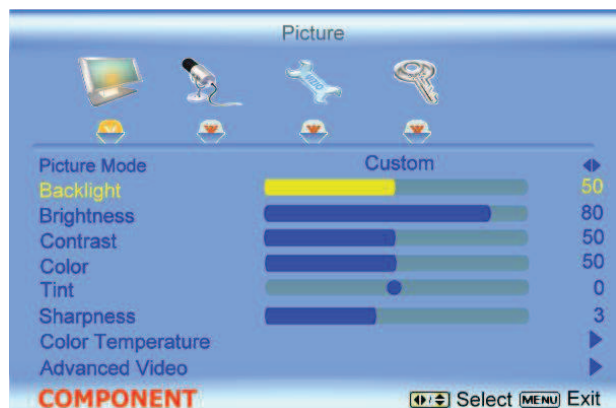 Picture
VIZIO
Picture Mode Custom
Backlight 50
Brightness 80
Contrast 50
Color 50
Tint 0
Sharpness 3
Color Temperature
Advanced Video
COMPONENT Select MENU Exit